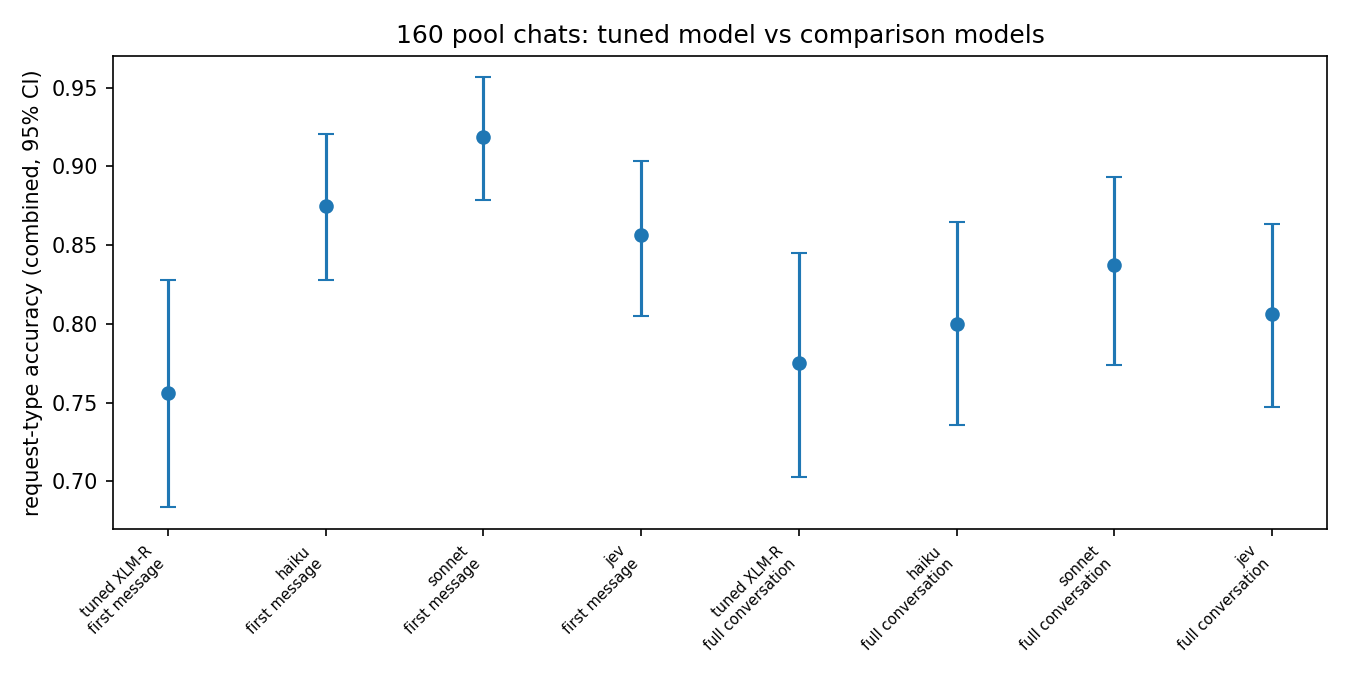 160 pool chats: tuned model vs comparison models
request-type accuracy (combined, 95% CI)
0.95
0.90
0.85
0.80
0.75
0.70
tuned XLM-R
first message
haiku
first message
sonnet
first message
jev
first message
tuned XLM-R
full conversation
haiku
full conversation
sonnet
full conversation
jev
full conversation